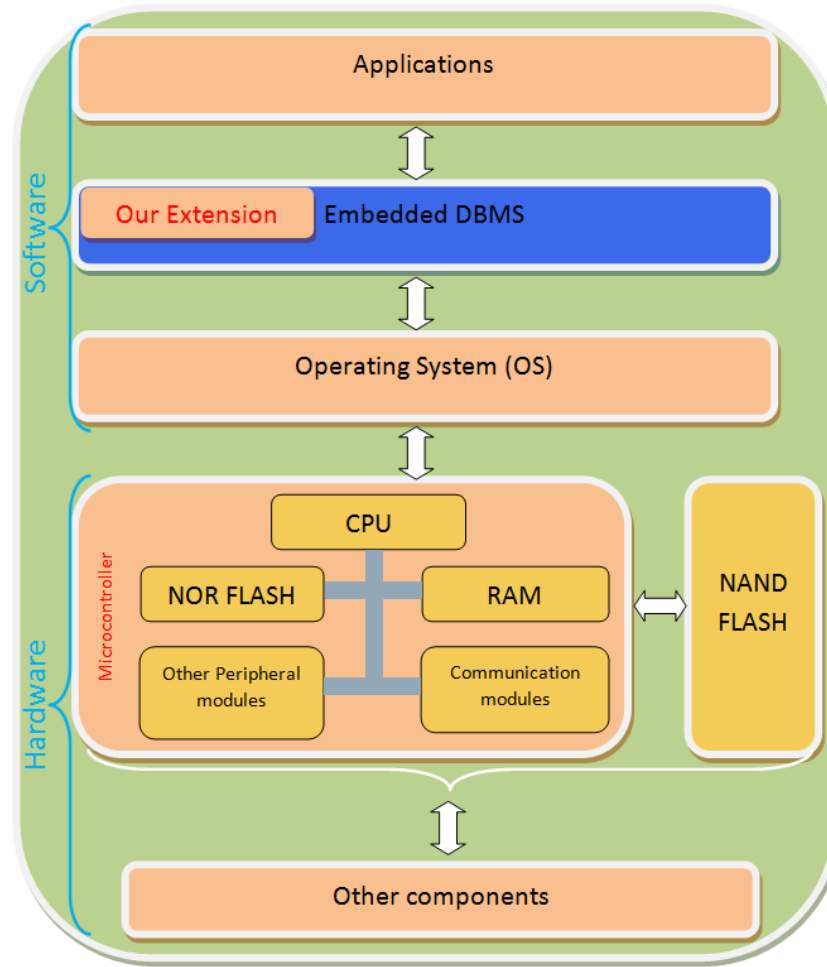 Software
Applications
Our Extension
Embedded DBMS
Operating System (OS)
Hardware
Microcontroller
CPU
NOR FLASH
RAM
Other Peripheral
modules
Communication
modules
NAND
FLASH
Other components